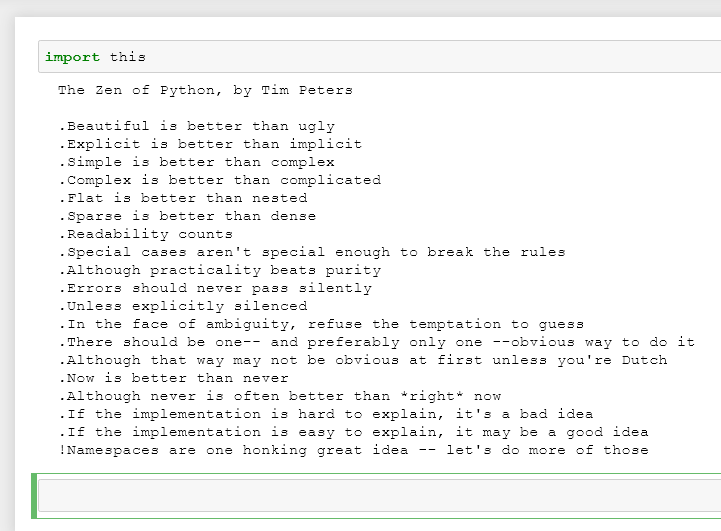 import this
The Zen of Python, by Tim Peters
.Beautiful is better than ugly
.Explicit is better than implicit
.Simple is better than complex
.Complex is better than complicated
.Flat is better than nested
.Sparse is better than dense
.Readability counts
.Special cases aren't special enough to break the rules
.Although practicality beats purity
.Errors should never pass silently
.Unless explicitly silenced
.In the face of ambiguity, refuse the temptation to guess
.There should be one-- and preferably only one --obvious way to do it
.Although that way may not be obvious at first unless you're Dutch
.Now is better than never
.Although never is often better than *right* now
.If the implementation is hard to explain, it's a bad idea
.If the implementation is easy to explain, it may be a good idea
!Namespaces are one honking great idea -- let's do more of those